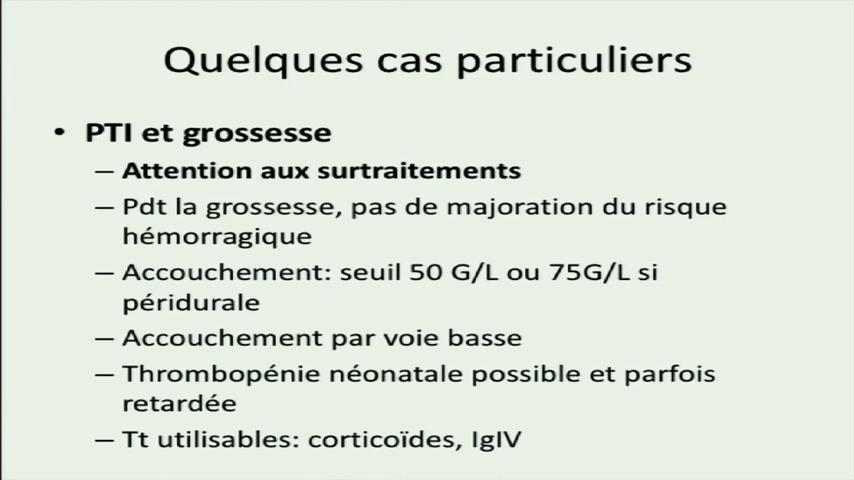 Quelques cas particuliers
• PTI et grossesse
– Attention aux surtraitements
– Pdt la grossesse, pas de majoration du risque
hémorragique
– Accouchement: seuil 50 G/L ou 75G/L si
péridurale
– Accouchement par voie basse
– Thrombopénie néonatale possible et parfois
retardée
– Tt utilisables: corticoïdes, IgIV